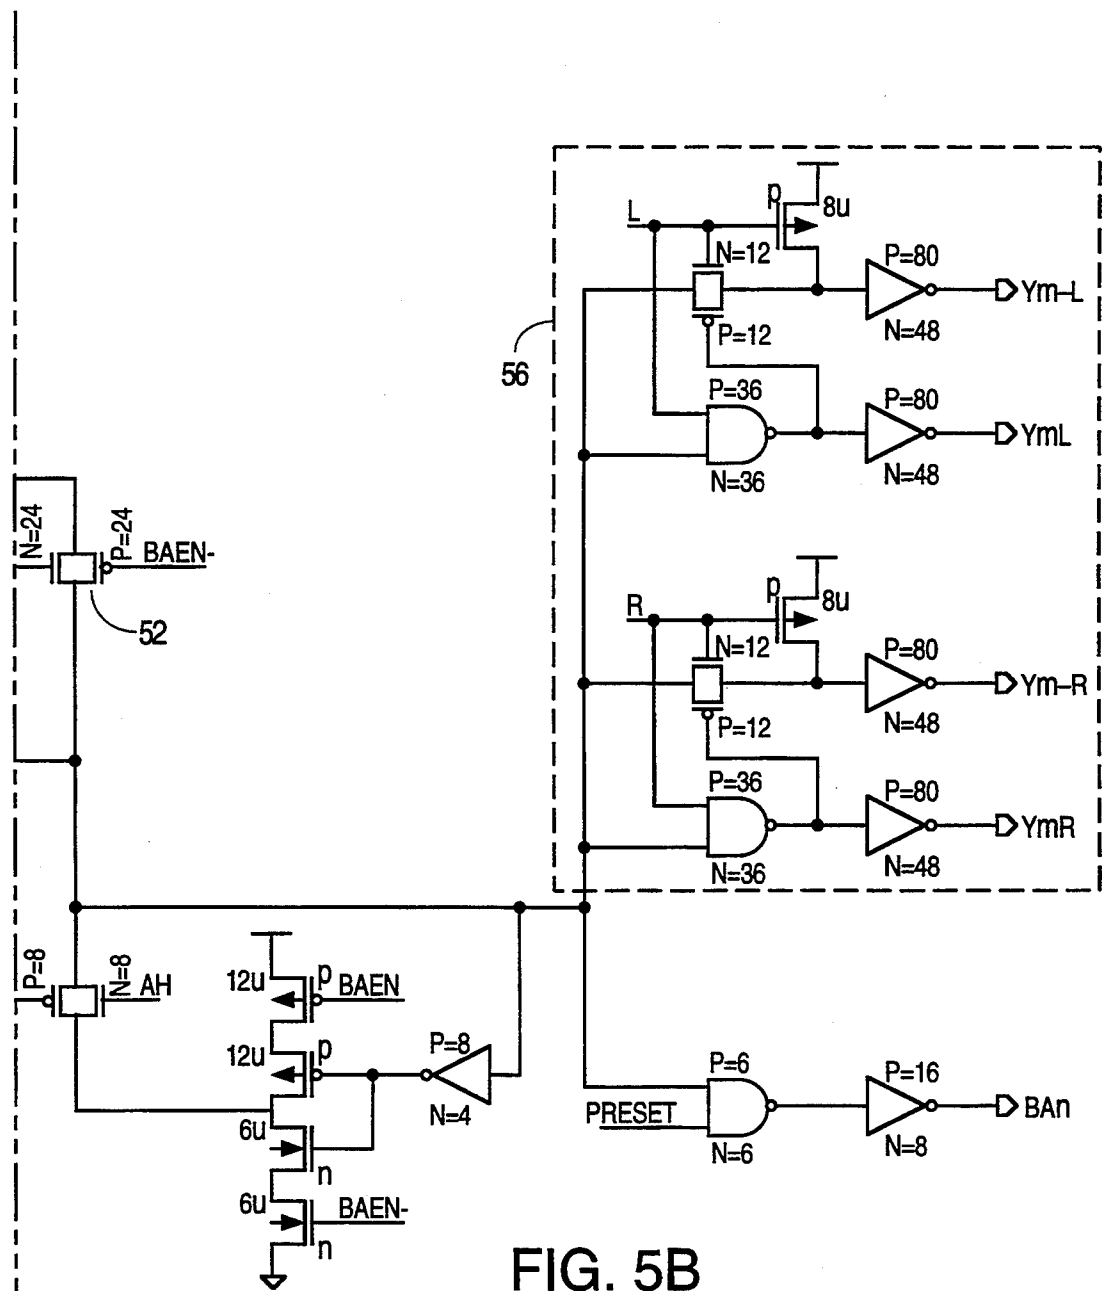 p
8u
L
N=12
P=80
Ym-L
P=12
N=48
56
P=36
P=80
YmL
N=36
N=48
N=24
P=24
BAEN-
52
p
8u
R
N=12
P=80
Ym-R
P=12
N=48
P=36
P=80
YmR
N=36
N=48
P=8
N=8
AH
12u
p
BAEN
12u
p
P=8
N=4
6u
n
6u
BAEN-
n
P=6
P=16
PRESET
BAn
N=6
N=8
FIG. 5B